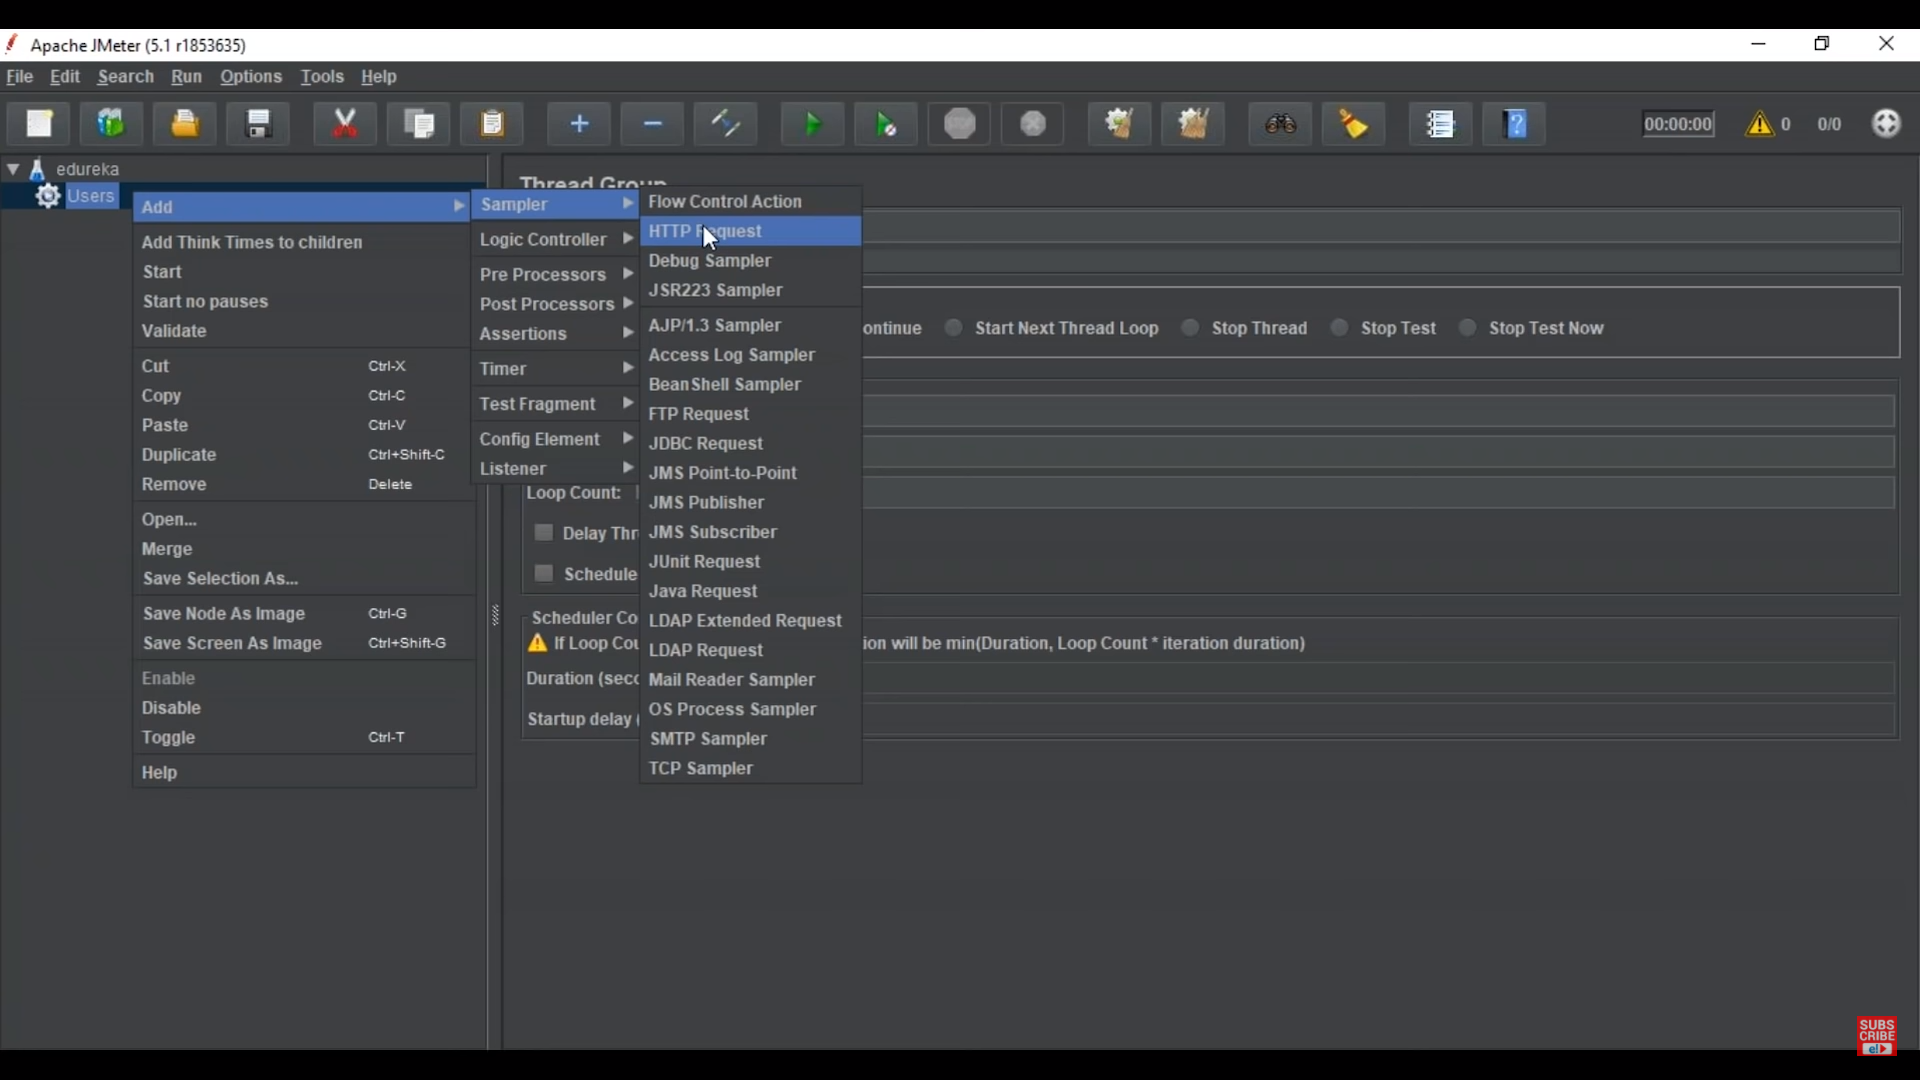 Apache JMeter (5.1 r1853635)
File Edit Search Run Options Tools Help
00:00:00 0 0/0
edureka
Users
Add
Add Think Times to children
Start
Start no pauses
Validate
Cut Ctrl-X
Copy Ctrl-C
Paste Ctrl-V
Duplicate Ctrl+Shift-C
Remove Delete
Open...
Merge
Save Selection As...
Save Node As Image Ctrl-G
Save Screen As Image Ctrl+Shift-G
Enable
Disable
Toggle Ctrl-T
Help
Sampler
Logic Controller
Pre Processors
Post Processors
Assertions
Timer
Test Fragment
Config Element
Listener
Flow Control Action
HTTP Request
Debug Sampler
JSR223 Sampler
AJP/1.3 Sampler
Access Log Sampler
BeanShell Sampler
FTP Request
JDBC Request
JMS Point-to-Point
JMS Publisher
JMS Subscriber
JUnit Request
Java Request
LDAP Extended Request
LDAP Request
Mail Reader Sampler
OS Process Sampler
SMTP Sampler
TCP Sampler
Thread Group
ontinue Start Next Thread Loop Stop Thread Stop Test Stop Test Now
Loop Count:
Delay Thr
Schedule
Scheduler Co
If Loop Cou ion will be min(Duration, Loop Count * iteration duration)
Duration (secc
Startup delay (
SUBS
CRIBE
e!